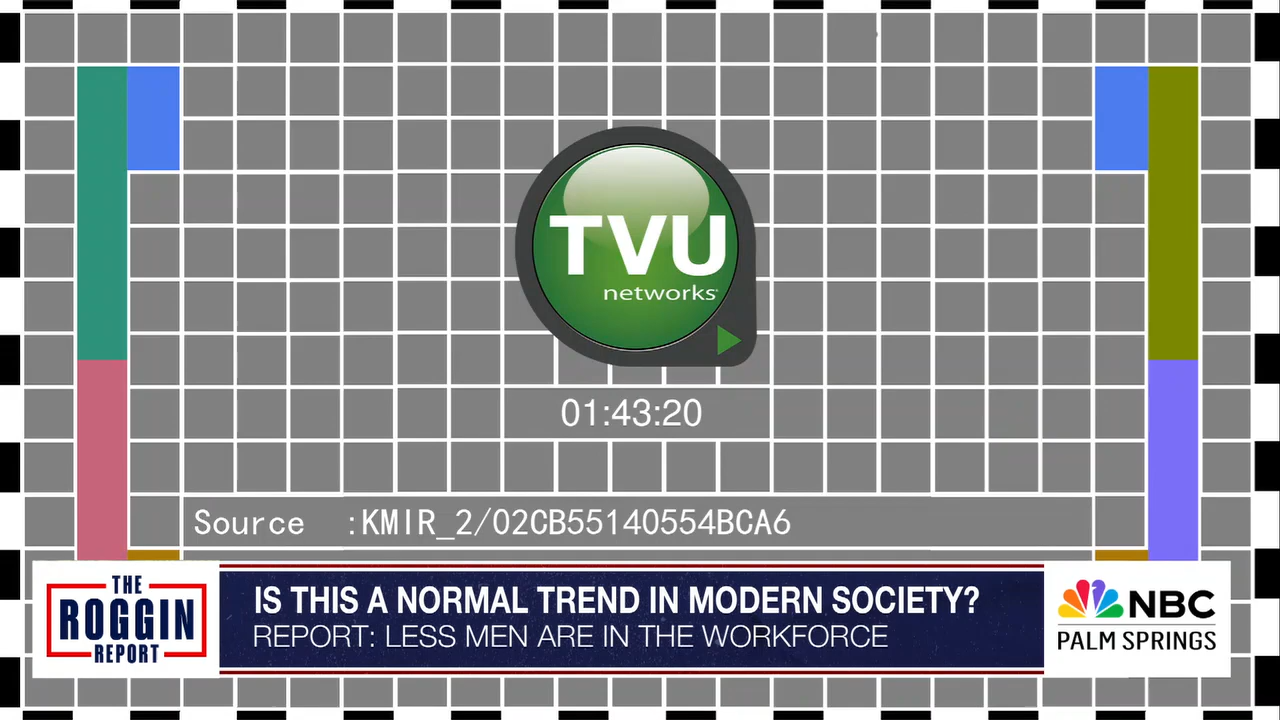 TVU
networks
01:43:20
Source :KMIR_2/02CB55140554BCA6
THE
ROGGIN
REPORT
IS THIS A NORMAL TREND IN MODERN SOCIETY?
REPORT: LESS MEN ARE IN THE WORKFORCE
NBC
PALM SPRINGS